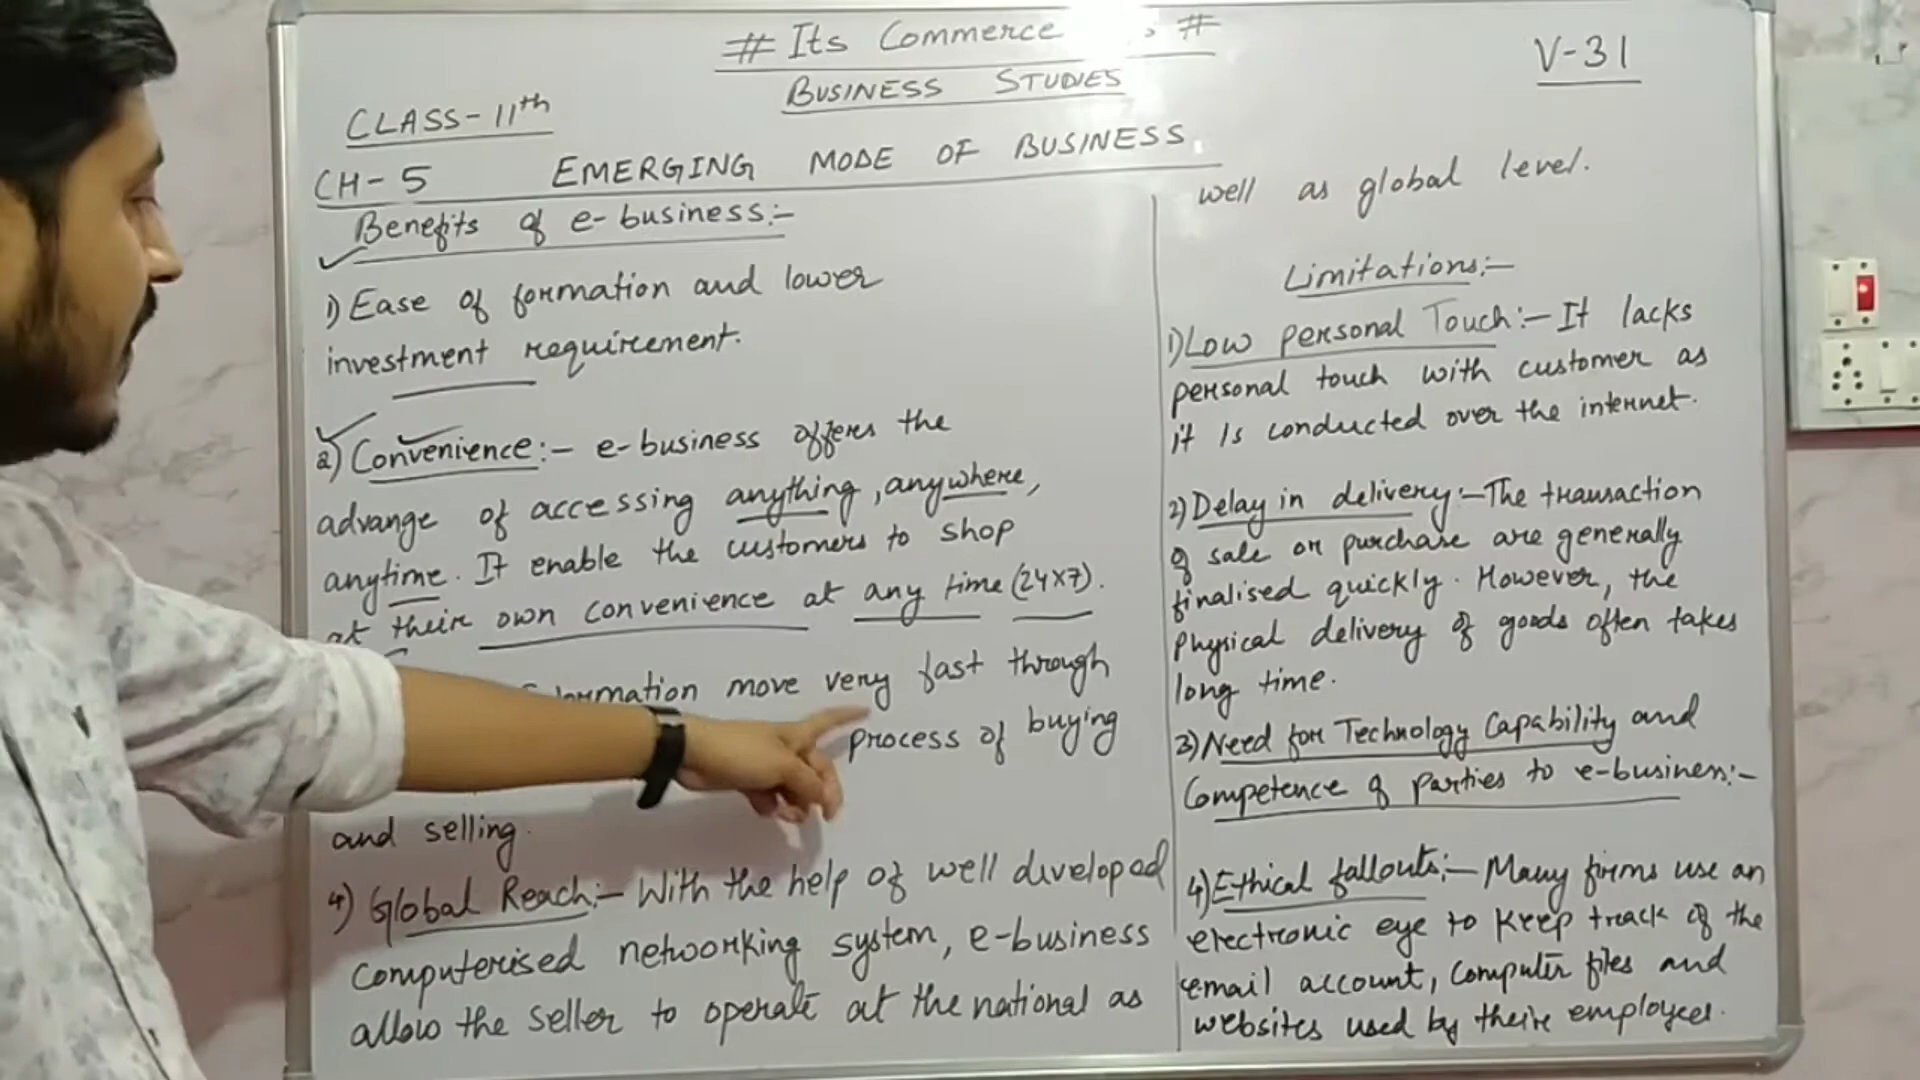 # Its Commerce #
BUSINESS STUDIES
V-31
CLASS-11th
CH-5 EMERGING MODE OF BUSINESS
Benefits of e-business:-
1) Ease of formation and lower
investment requirement.
2) Convenience:- e-business offers the
advange of accessing anything, anywhere,
anytime. It enable the customers to shop
at their own convenience at any time (24x7).
move very fast through
process of buying
and selling.
4) Global Reach:- With the help of well developed
Computerised networking system, e-business
allow the seller to operate at the national as
well as global level.
Limitations:-
1) Low personal Touch:- It lacks
personal touch with customer as
it is conducted over the internet.
2) Delay in delivery:- The transaction
of sale or purchase are generally
finalised quickly. However, the
Physical delivery of goods often takes
long time.
3) Need for Technology Capability and
Competence of parties to e-business:-
4) Ethical fallouts:- Many firms use an
electronic eye to keep track of the
email account, Computer files and
websites used by their employees.